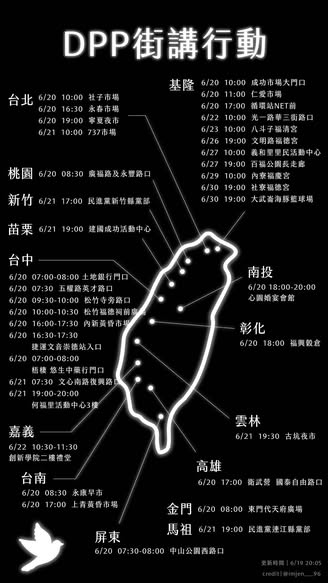 DPP街講行動
基隆
6/20 10:00 成功市場大門口
6/20 11:00 仁愛市場
6/20 17:00 循環站NET前
6/22 10:00 光一路華三街路口
6/23 10:00 八斗子福清宮
6/26 19:00 文明路福德宮
6/27 10:00 義和里里民活動中心
6/27 19:00 百福公園長走廊
6/29 10:00 內寮福慶宮
6/30 19:00 社寮福德宮
6/30 19:00 大武崙海豚籃球場
台北
6/20 10:00 社子市場
6/20 16:30 永春市場
6/20 19:00 寧夏夜市
6/21 10:00 737市場
桃園 6/20 08:30 廣福路及永豐路口
新竹 6/21 17:00 民進黨新竹縣黨部
苗栗 6/21 19:00 建國成功活動中心
台中
6/20 07:00-08:00 土地銀行門口
6/20 07:30 五權路英才路口
6/20 09:30-10:00 松竹寺旁路口
6/20 10:00-10:30 松竹福德祠前廣場
6/20 16:00-17:30 內新黃昏市場
6/20 16:30-17:30
捷運文音崇德站入口
6/20 07:00-08:00
梧棲 悠生中藥行門口
6/21 07:30 文心南路復興路口
6/21 19:00-20:00
何福里活動中心3樓
南投
6/20 18:00-20:00
心園婚宴會館
彰化
6/20 18:00 福興穀倉
雲林
6/21 19:30 古坑夜市
嘉義
6/22 10:30-11:30
創新學院二樓禮堂
台南
6/20 08:30 永康早市
6/20 17:00 上青黃昏市場
高雄
6/20 17:00 衛武營 國泰自由路口
金門 6/20 08:00 東門代天府廣場
馬祖 6/21 19:00 民進黨連江縣黨部
屏東
6/20 07:30-08:00 中山公園西路口
更新時間｜6/19 20:05